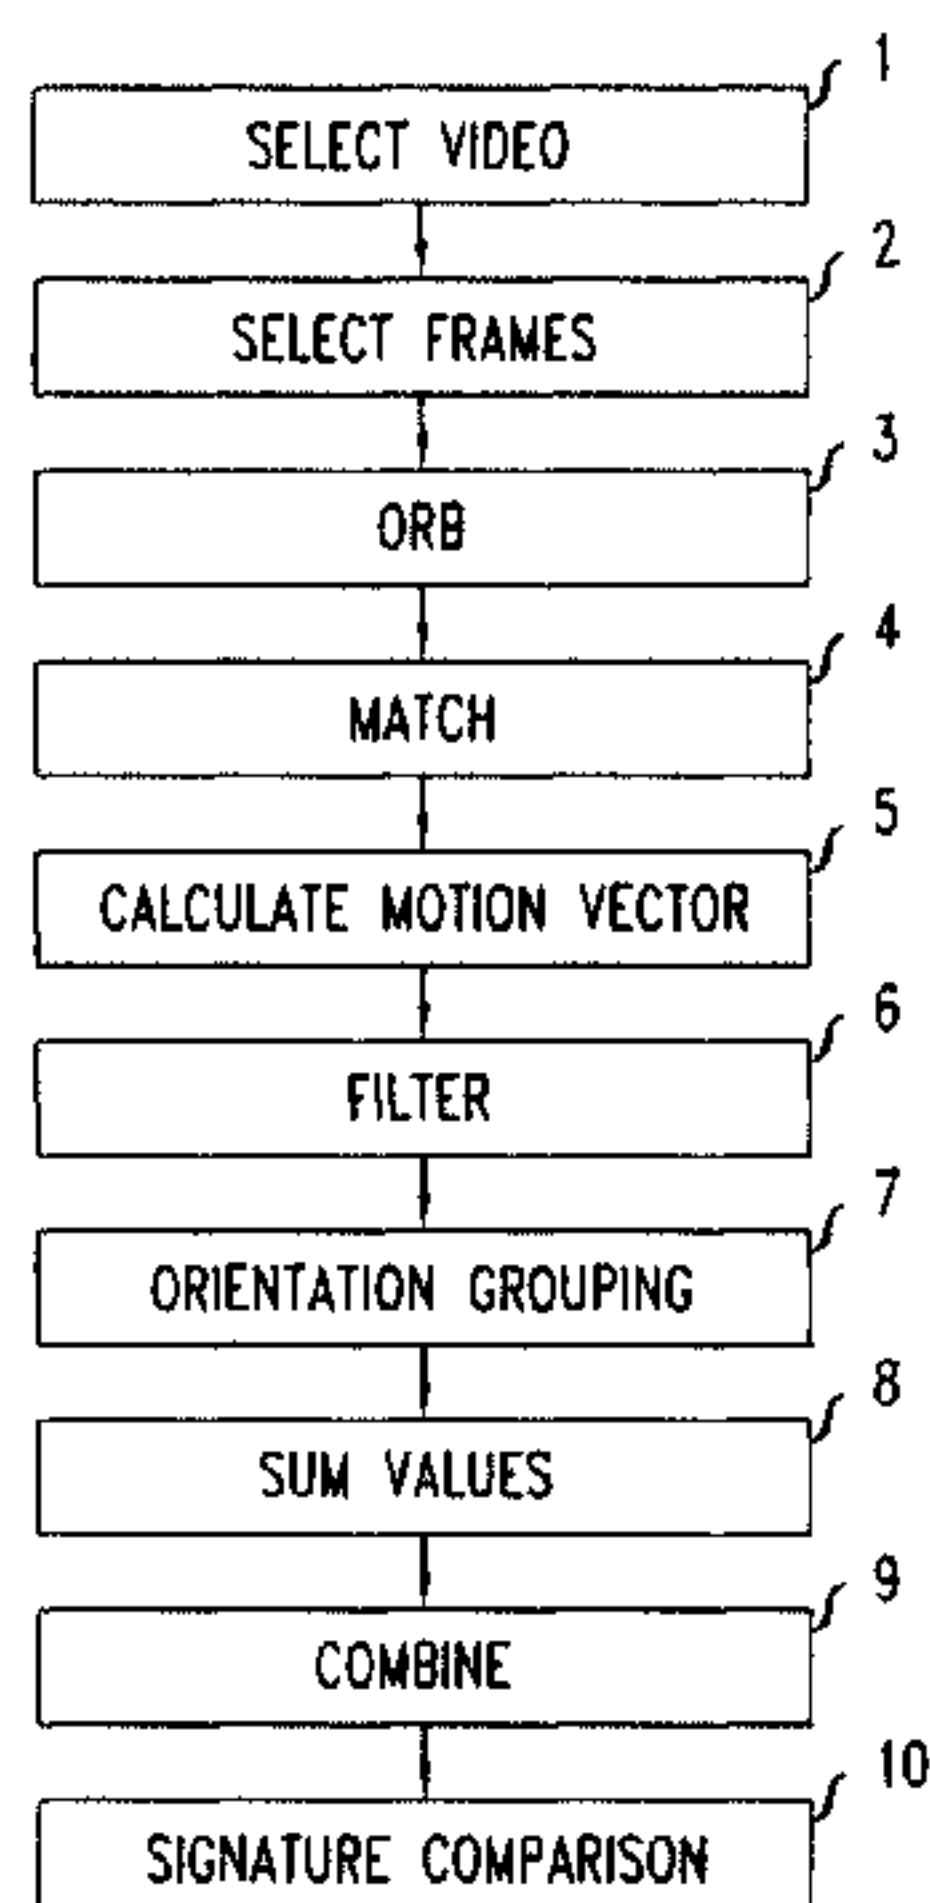 1
SELECT VIDEO
2
SELECT FRAMES
3
ORB
4
MATCH
5
CALCULATE MOTION VECTOR
6
FILTER
7
ORIENTATION GROUPING
8
SUM VALUES
9
COMBINE
10
SIGNATURE COMPARISON